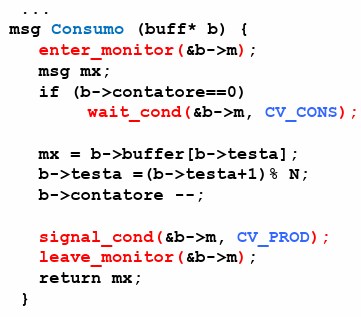 ...
msg Consumo (buff* b) {
enter_monitor(&b->m);
msg mx;
if (b->contatore==0)
wait_cond(&b->m, CV_CONS);
mx = b->buffer[b->testa];
b->testa =(b->testa+1)% N;
b->contatore --;
signal_cond(&b->m, CV_PROD);
leave_monitor(&b->m);
return mx;
}